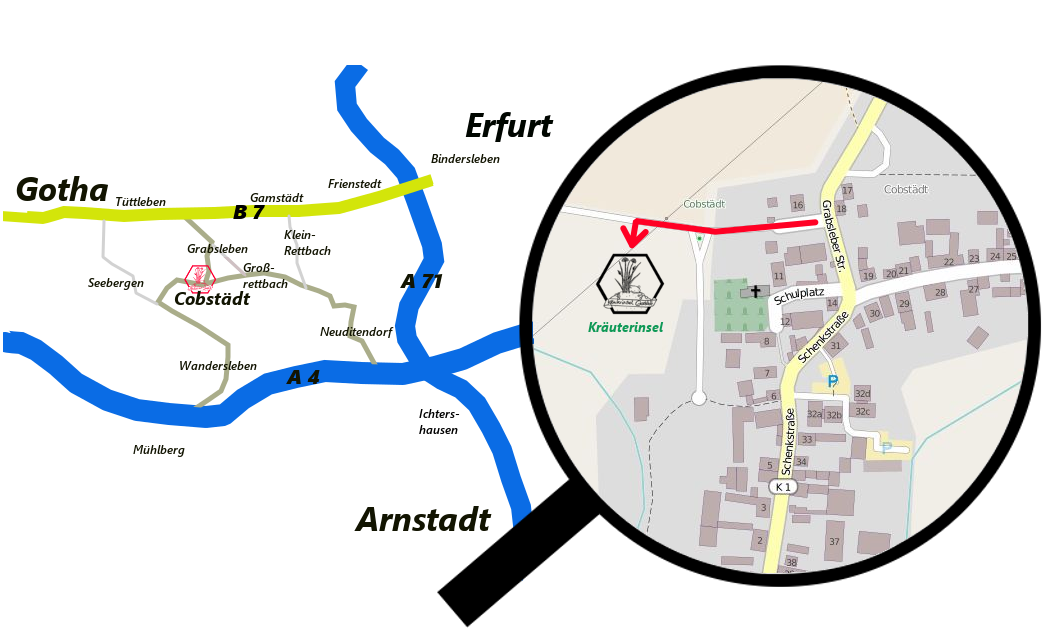 Erfurt
Bindersleben
Gotha
Tüttleben
Gamstädt
Frienstedt
B 7
Klein-
Rettbach
Grabsleben
Groß-
rettbach
Seebergen
Cobstädt
A 71
Neuditendorf
Wandersleben
A 4
Ichters-
hausen
Mühlberg
Arnstadt
Cobstädt
Cobstädt
17
16
18
Grabsleber Str.
Kräuterinsel
11
Schulplatz
14
12
19
20
21
22
23
24
25
27
28
29
30
31
Schenkstraße
8
7
6
P
32d
32a
32b
32c
33
P
Schenkstraße
5
34
K 1
3
2
37
38